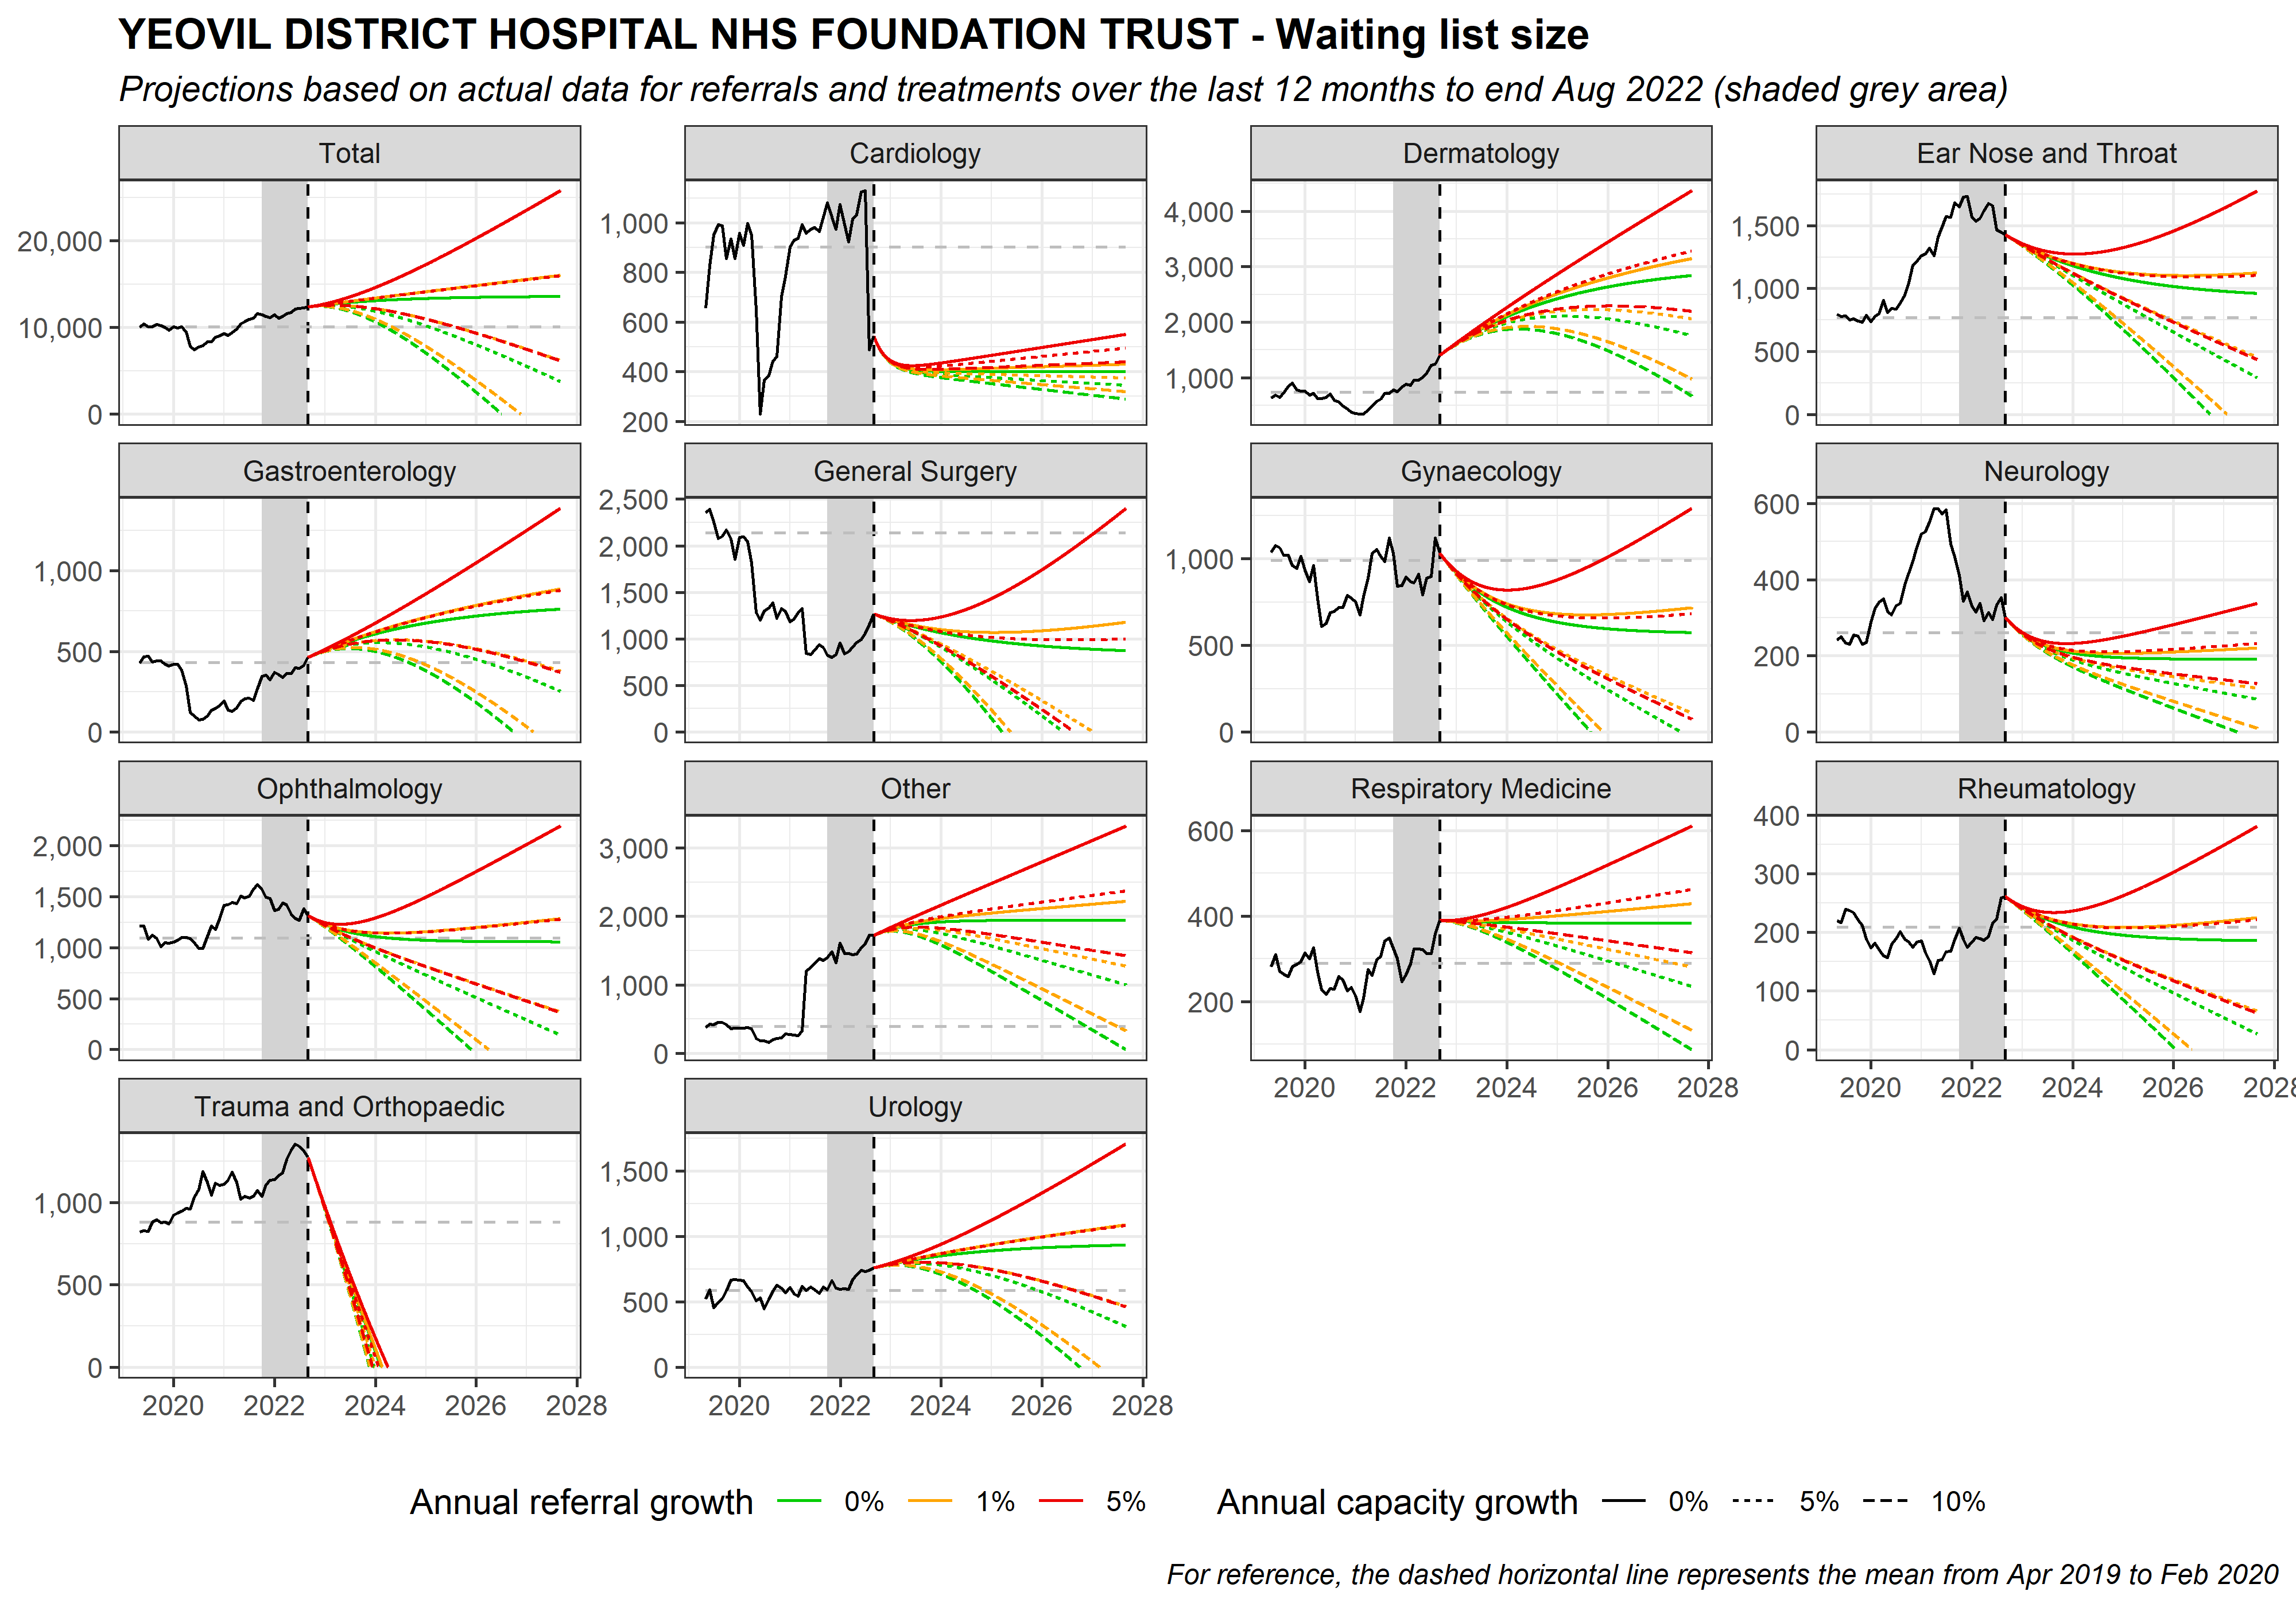 YEOVIL DISTRICT HOSPITAL NHS FOUNDATION TRUST - Waiting list size
Projections based on actual data for referrals and treatments over the last 12 months to end Aug 2022 (shaded grey area)
Total
20,000
10,000
0
Cardiology
1,000
800
600
400
200
Dermatology
4,000
3,000
2,000
1,000
Ear Nose and Throat
1,500
1,000
500
0
Gastroenterology
1,000
500
0
General Surgery
2,500
2,000
1,500
1,000
500
0
Gynaecology
1,000
500
0
Neurology
600
400
200
0
Ophthalmology
2,000
1,500
1,000
500
0
Other
3,000
2,000
1,000
0
Respiratory Medicine
600
400
200
2020 2022 2024 2026 2028
Rheumatology
400
300
200
100
0
2020 2022 2024 2026 2028
Trauma and Orthopaedic
1,000
500
0
2020 2022 2024 2026 2028
Urology
1,500
1,000
500
0
2020 2022 2024 2026 2028
Annual referral growth 0% 1% 5%
Annual capacity growth 0% 5% 10%
For reference, the dashed horizontal line represents the mean from Apr 2019 to Feb 2020